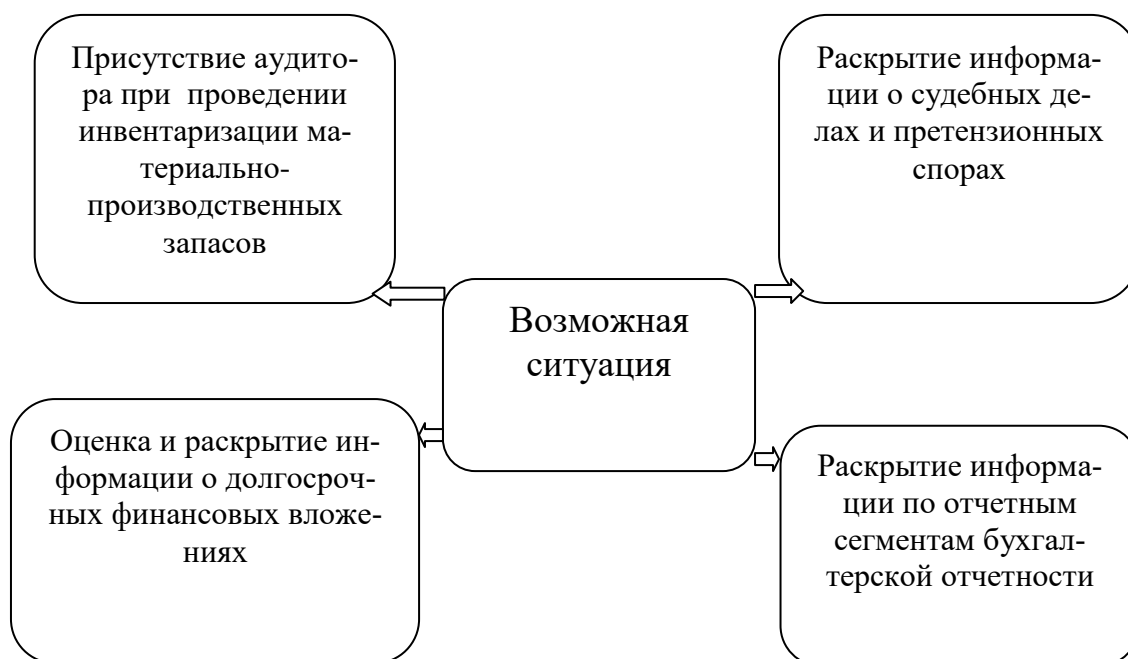 Присутствие аудито-
ра при проведении
инвентаризации ма-
териально-
производственных
запасов
Раскрытие информа-
ции о судебных де-
лах и претензионных
спорах
Возможная
ситуация
Оценка и раскрытие ин-
формации о долгосроч-
ных финансовых вложе-
ниях
Раскрытие информа-
ции по отчетным
сегментам бухгал-
терской отчетности